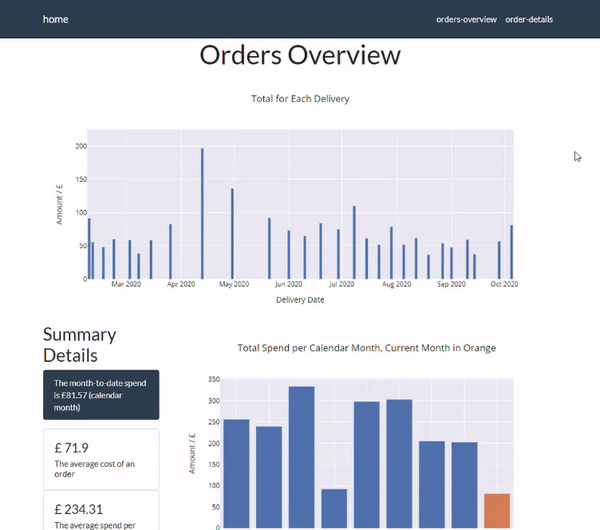 home
orders-overview order-details
Orders Overview
Total for Each Delivery
200
150
100
50
0
Amount / £
Mar 2020 Apr 2020 May 2020 Jun 2020 Jul 2020 Aug 2020 Sep 2020 Oct 2020
Delivery Date
Summary
Details
The month-to-date spend
is £81.57 (calendar
month)
£ 71.9
The average cost of an
order
£ 234.31
The average spend per
Total Spend per Calendar Month, Current Month in Orange
350
300
250
200
150
100
50
0
Amount / £